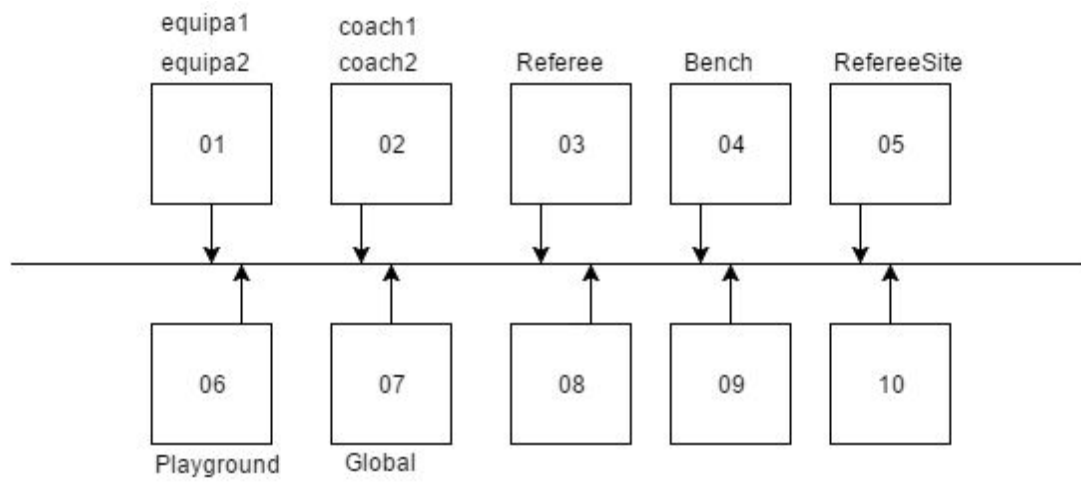 equipa1
equipa2
coach1
coach2
Referee
Bench
RefereeSite
01
02
03
04
05
06
07
08
09
10
Playground
Global